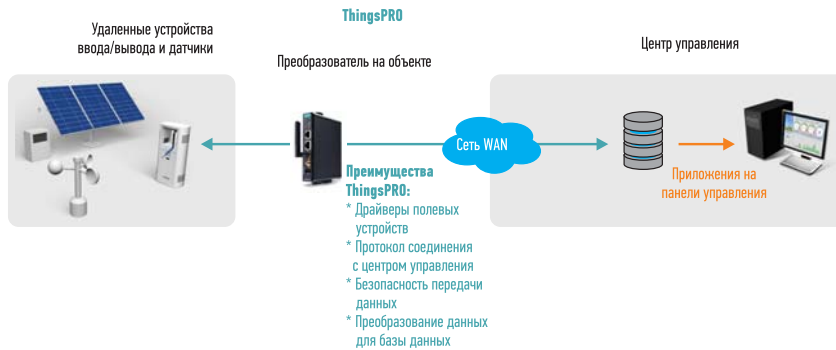 ThingsPRO
Удаленные устройства
ввода/вывода и датчики
Преобразователь на объекте
Центр управления
Сеть WAN
Преимущества
ThingsPRO:
* Драйверы полевых
устройств
* Протокол соединения
с центром управления
* Безопасность передачи
данных
* Преобразование данных
для базы данных
Приложения на
панели управления